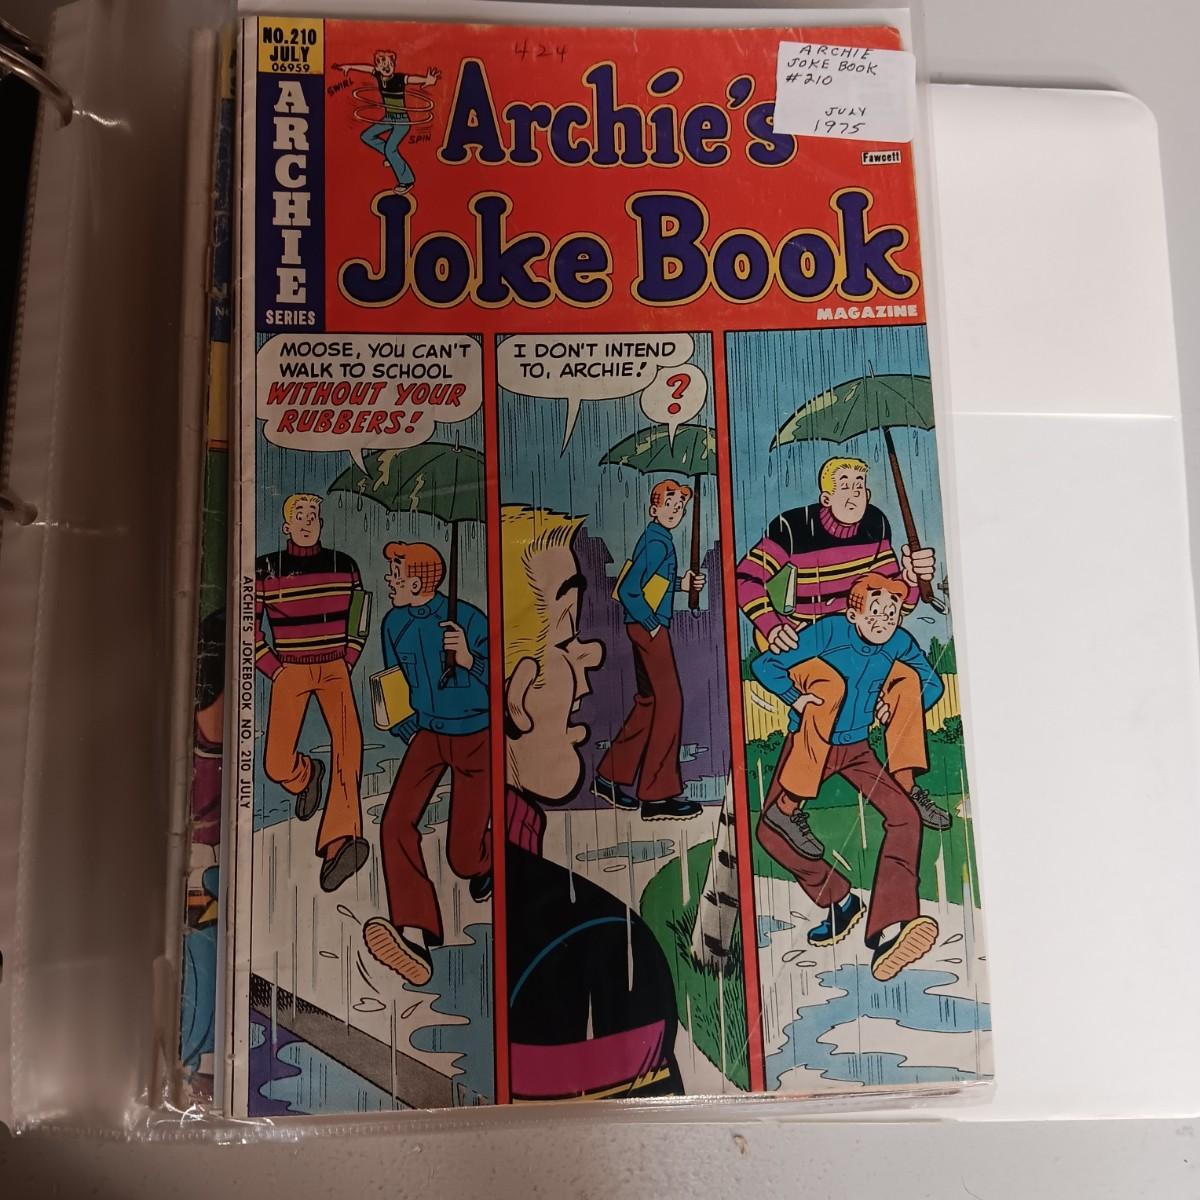 NO.210
JULY
06959
ARCHIE
SERIES
SWIRL
SPIN
424
Archie's
Joke Book
MAGAZINE
Fawcett
ARCHIE
JOKE BOOK
#210
JULY
1975
MOOSE, YOU CAN'T
WALK TO SCHOOL
WITHOUT YOUR
RUBBERS!
I DON'T INTEND
TO, ARCHIE!
?
ARCHIE'S JOKEBOOK NO. 210 JULY